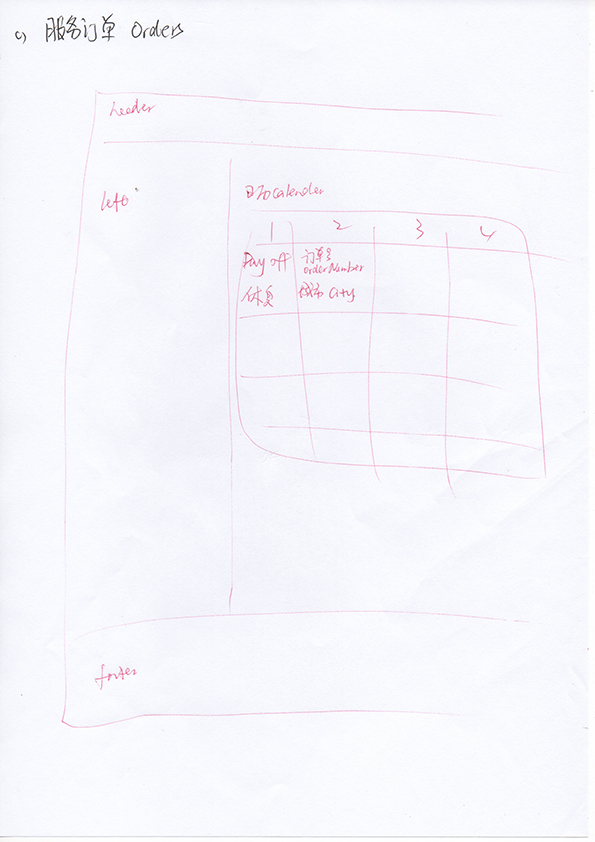 c) 服务订单 Orders
header
left
日历Calender
1 2 3 4
Day off
休息
订单号
orderNumber
城市 City
footer